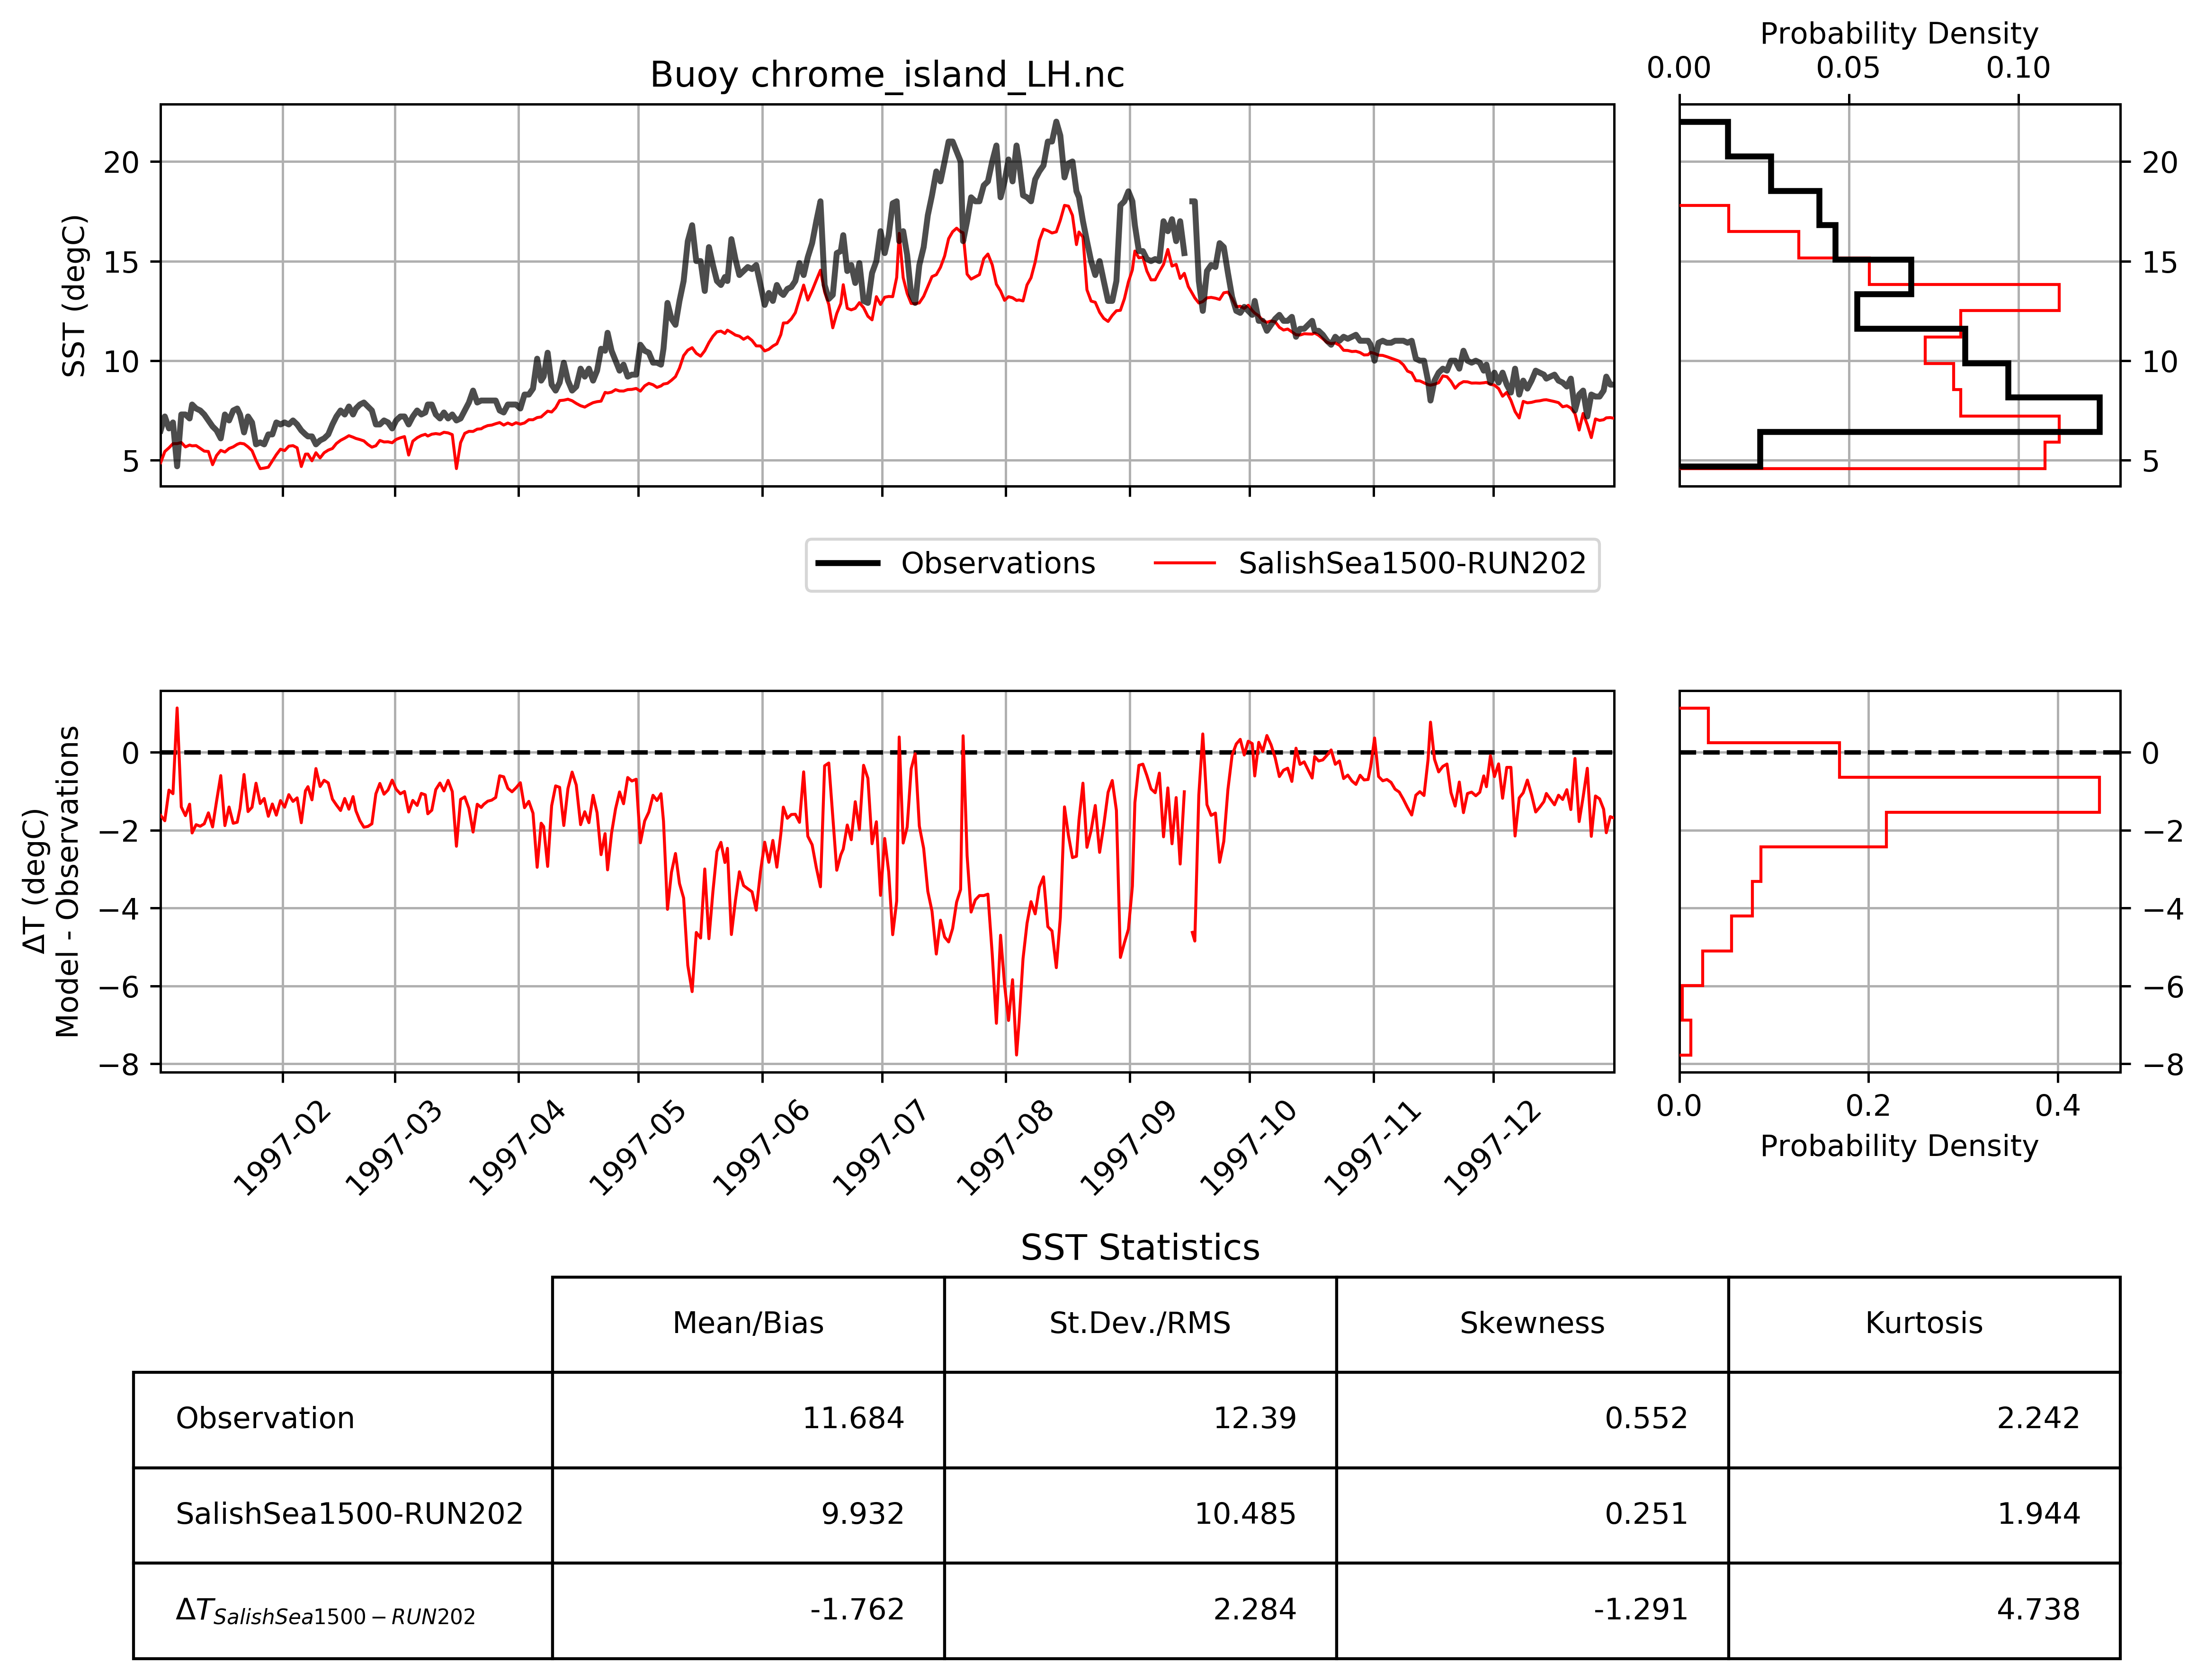 Probability Density
0.00 0.05 0.10
Buoy chrome_island_LH.nc
SST (degC)
20
15
10
5
20
15
10
5
Observations SalishSea1500-RUN202
ΔT (degC)
Model - Observations
0
−2
−4
−6
−8
0
−2
−4
−6
−8
1997-02 1997-03 1997-04 1997-05 1997-06 1997-07 1997-08 1997-09 1997-10 1997-11 1997-12
0.0 0.2 0.4
Probability Density
SST Statistics
Mean/Bias St.Dev./RMS Skewness Kurtosis
Observation 11.684 12.39 0.552 2.242
SalishSea1500-RUN202 9.932 10.485 0.251 1.944
ΔT SalishSea1500−RUN202 -1.762 2.284 -1.291 4.738